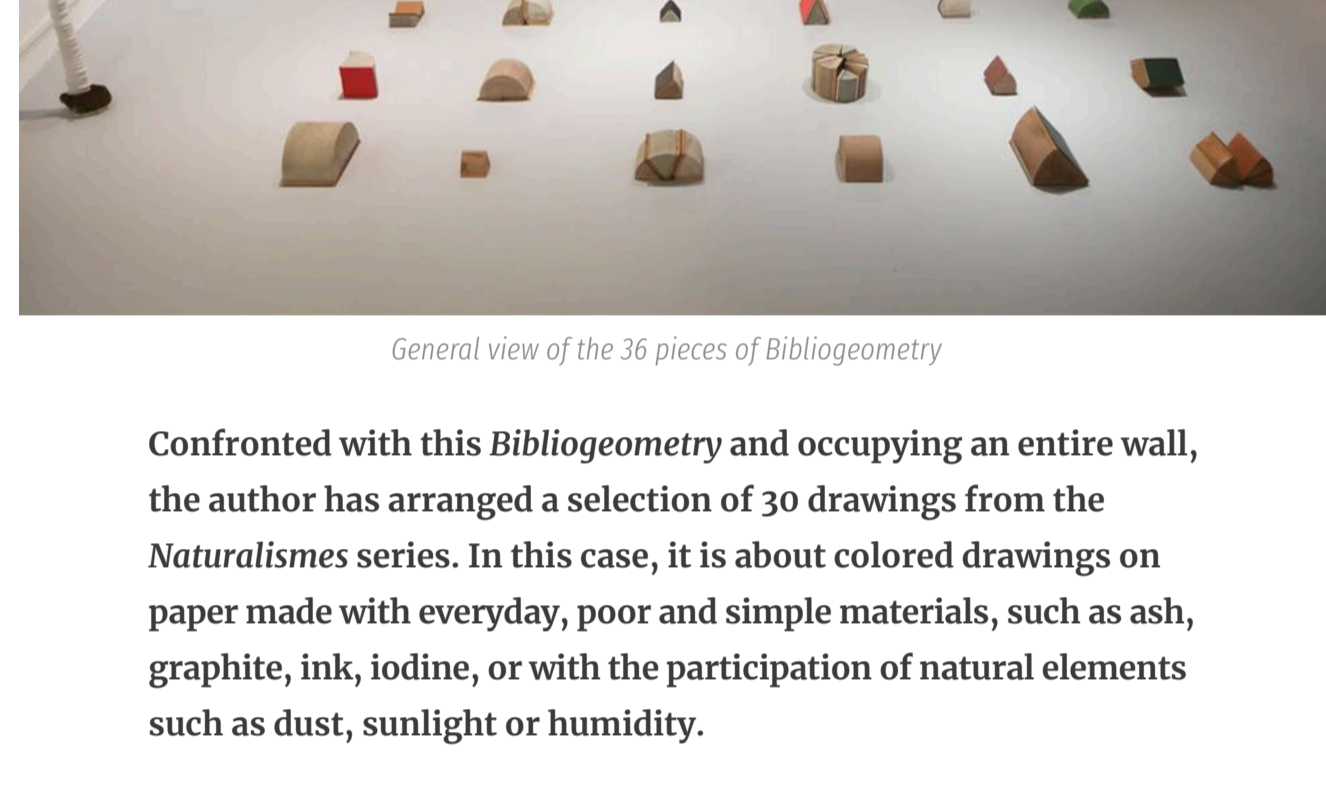 General view of the 36 pieces of Bibliogeometry
Confronted with this Bibliogeometry and occupying an entire wall,
the author has arranged a selection of 30 drawings from the
Naturalismes series. In this case, it is about colored drawings on
paper made with everyday, poor and simple materials, such as ash,
graphite, ink, iodine, or with the participation of natural elements
such as dust, sunlight or humidity.